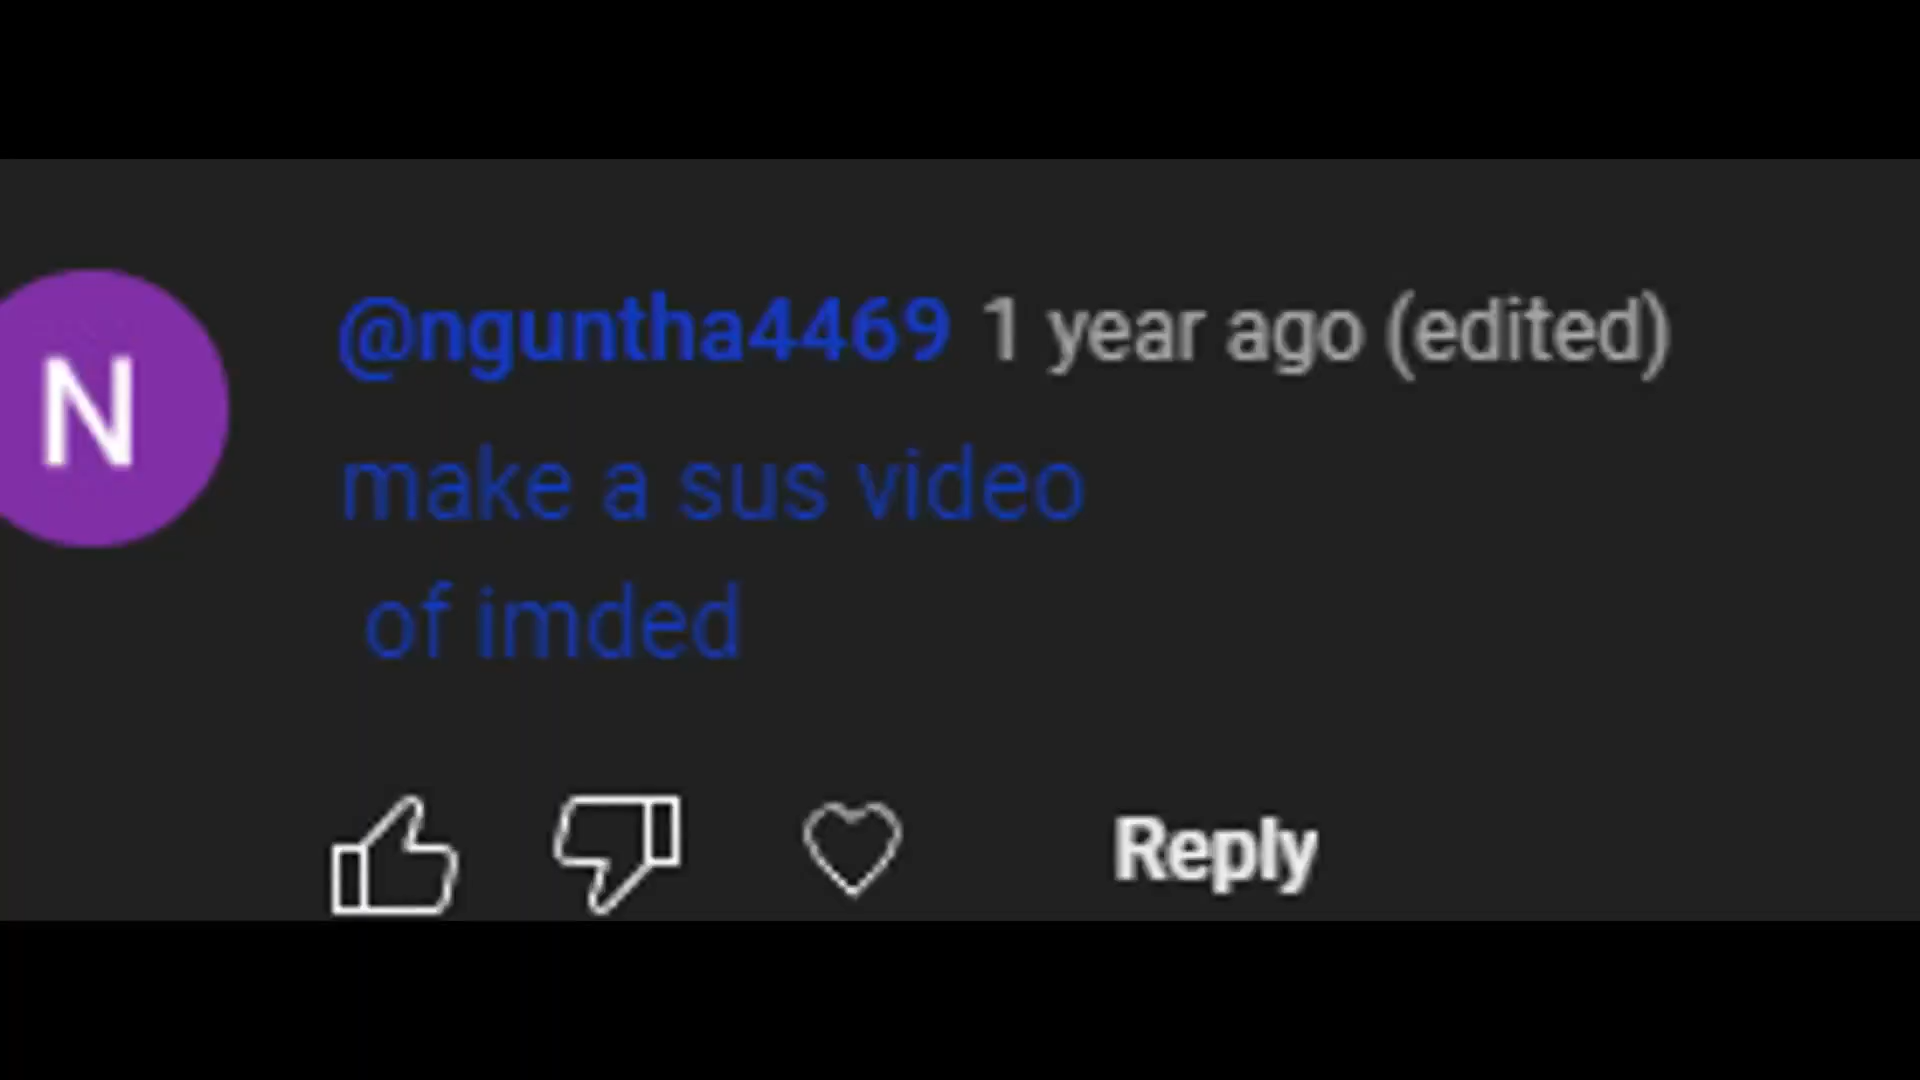 N
@nguntha4469 1 year ago (edited)
make a sus video
of imded
Reply